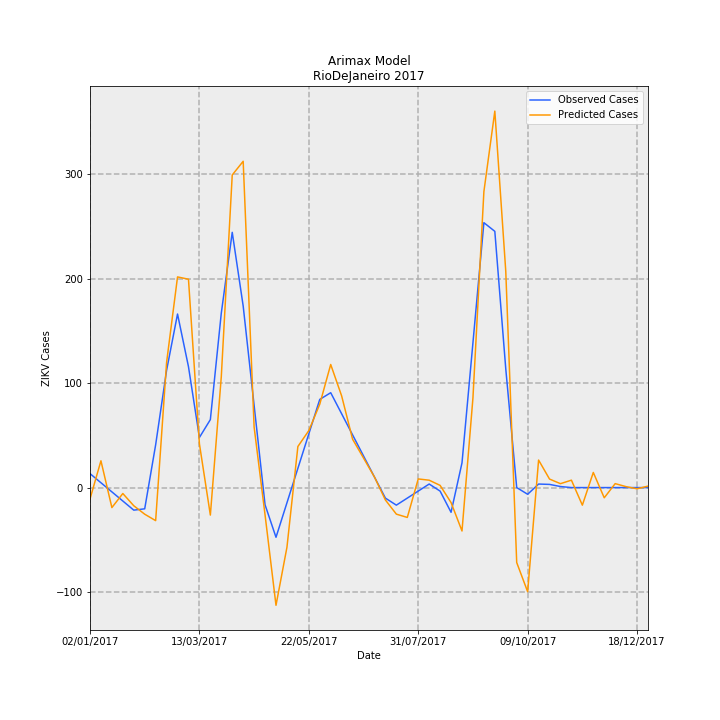 Arimax Model
RioDeJaneiro 2017
Observed Cases
Predicted Cases
ZIKV Cases
300
200
100
0
−100
02/01/2017 13/03/2017 22/05/2017 31/07/2017 09/10/2017 18/12/2017
Date